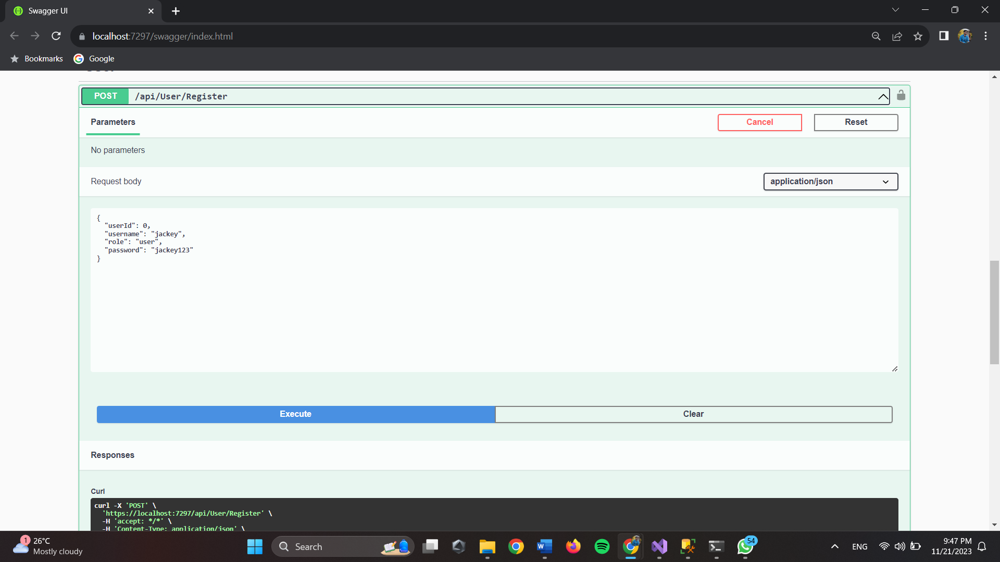 Swagger UI
localhost:7297/swagger/index.html
Bookmarks
Google
POST /api/User/Register
Parameters
Cancel
Reset
No parameters
Request body
application/json
{
"userId": 0,
"username": "jackey",
"role": "user",
"password": "jackey123"
}
Execute
Clear
Responses
Curl
curl -X 'POST' \
'https://localhost:7297/api/User/Register' \
-H 'accept: */*' \
-H 'Content-Type: application/json' \
1
26°C
Mostly cloudy
Search
W
54
ENG
9:47 PM
11/21/2023